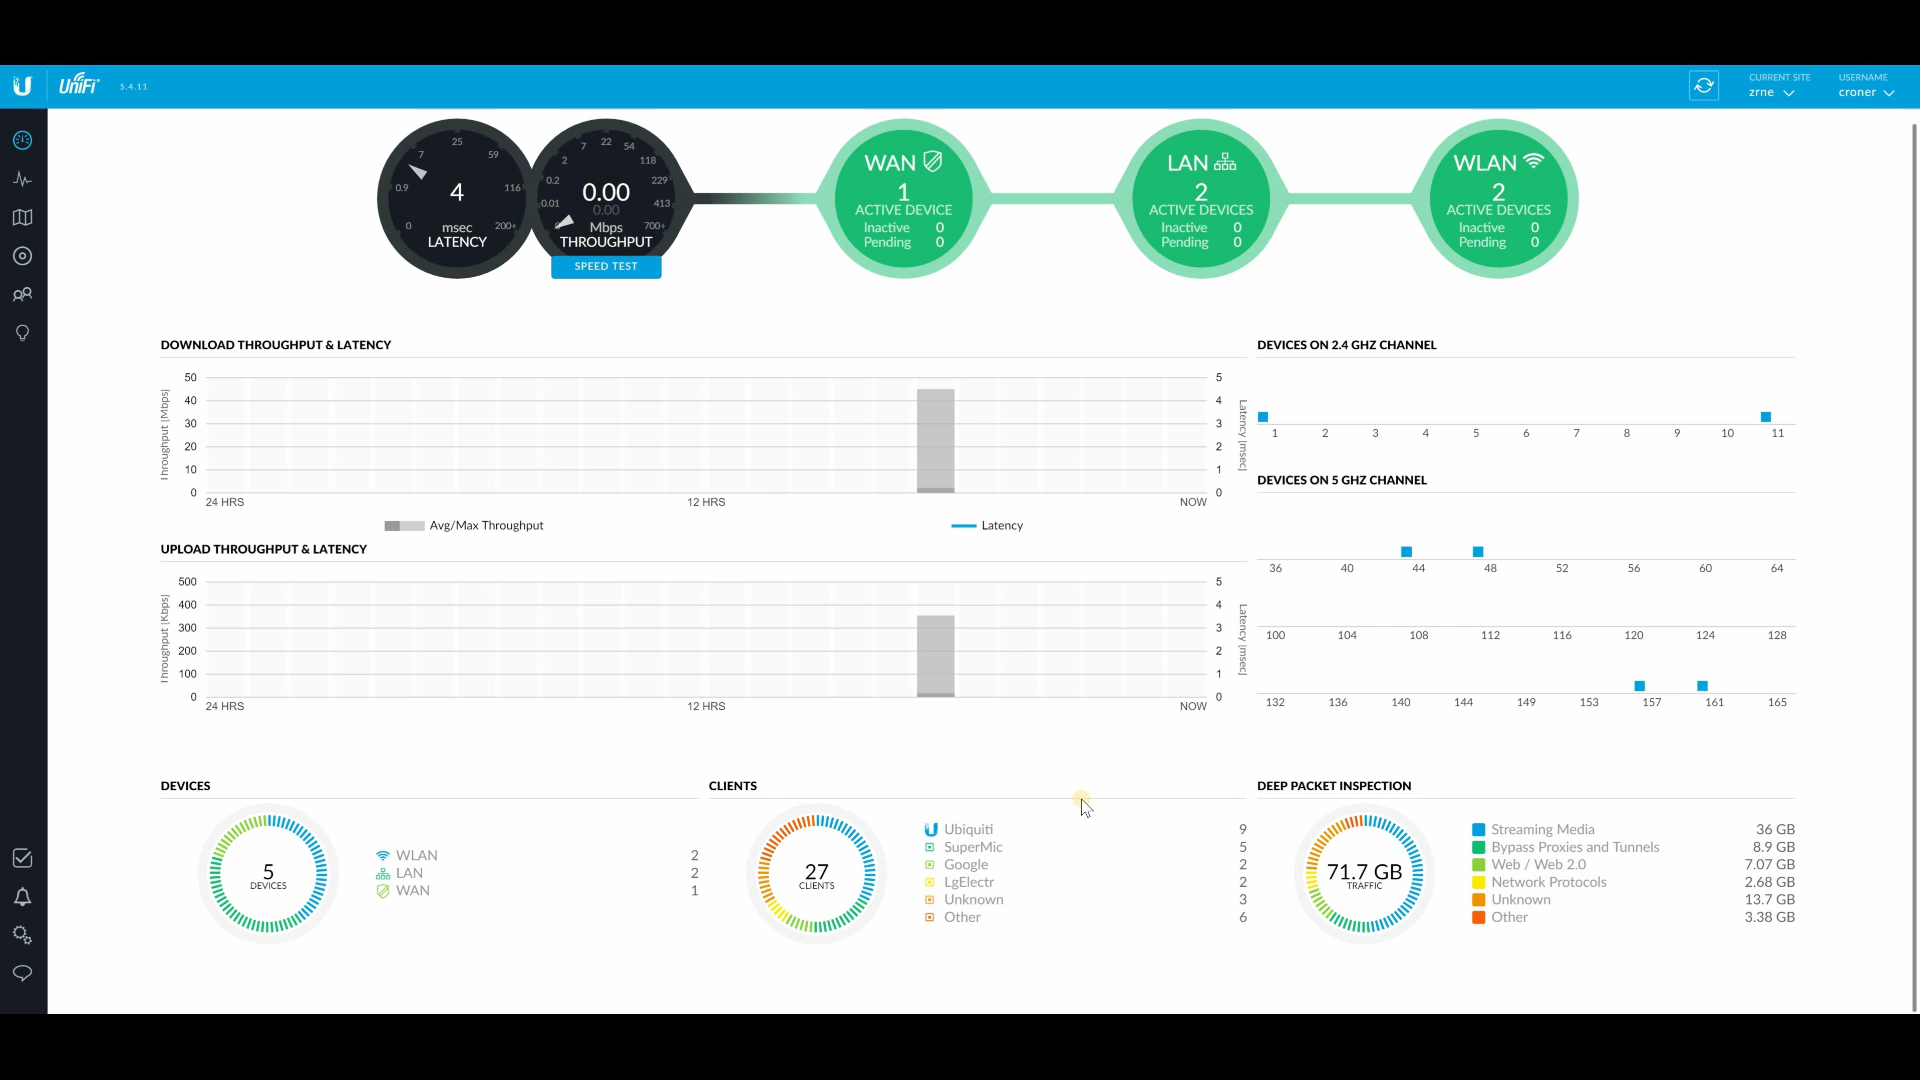 UniFi 5.4.11
CURRENT SITE
zrne
USERNAME
croner
0 0.9 7 25 59 116 200+
4
msec
LATENCY
0 0.01 0.2 2 7 22 54 118 229 413 700+
0.00
0.00
Mbps
THROUGHPUT
SPEED TEST
WAN
1
ACTIVE DEVICE
Inactive 0
Pending 0
LAN
2
ACTIVE DEVICES
Inactive 0
Pending 0
WLAN
2
ACTIVE DEVICES
Inactive 0
Pending 0
DOWNLOAD THROUGHPUT & LATENCY
Throughput [Mbps]
50 5
40 4
30 3
20 2
10 1
0 0
Latency [msec]
24 HRS 12 HRS NOW
Avg/Max Throughput Latency
UPLOAD THROUGHPUT & LATENCY
Throughput [Kbps]
500 5
400 4
300 3
200 2
100 1
0 0
Latency [msec]
24 HRS 12 HRS NOW
DEVICES ON 2.4 GHZ CHANNEL
1 2 3 4 5 6 7 8 9 10 11
DEVICES ON 5 GHZ CHANNEL
36 40 44 48 52 56 60 64
100 104 108 112 116 120 124 128
132 136 140 144 149 153 157 161 165
DEVICES
5
DEVICES
WLAN 2
LAN 2
WAN 1
CLIENTS
27
CLIENTS
Ubiquiti 9
SuperMic 5
Google 2
LgElectr 2
Unknown 3
Other 6
DEEP PACKET INSPECTION
71.7 GB
TRAFFIC
Streaming Media 36 GB
Bypass Proxies and Tunnels 8.9 GB
Web / Web 2.0 7.07 GB
Network Protocols 2.68 GB
Unknown 13.7 GB
Other 3.38 GB